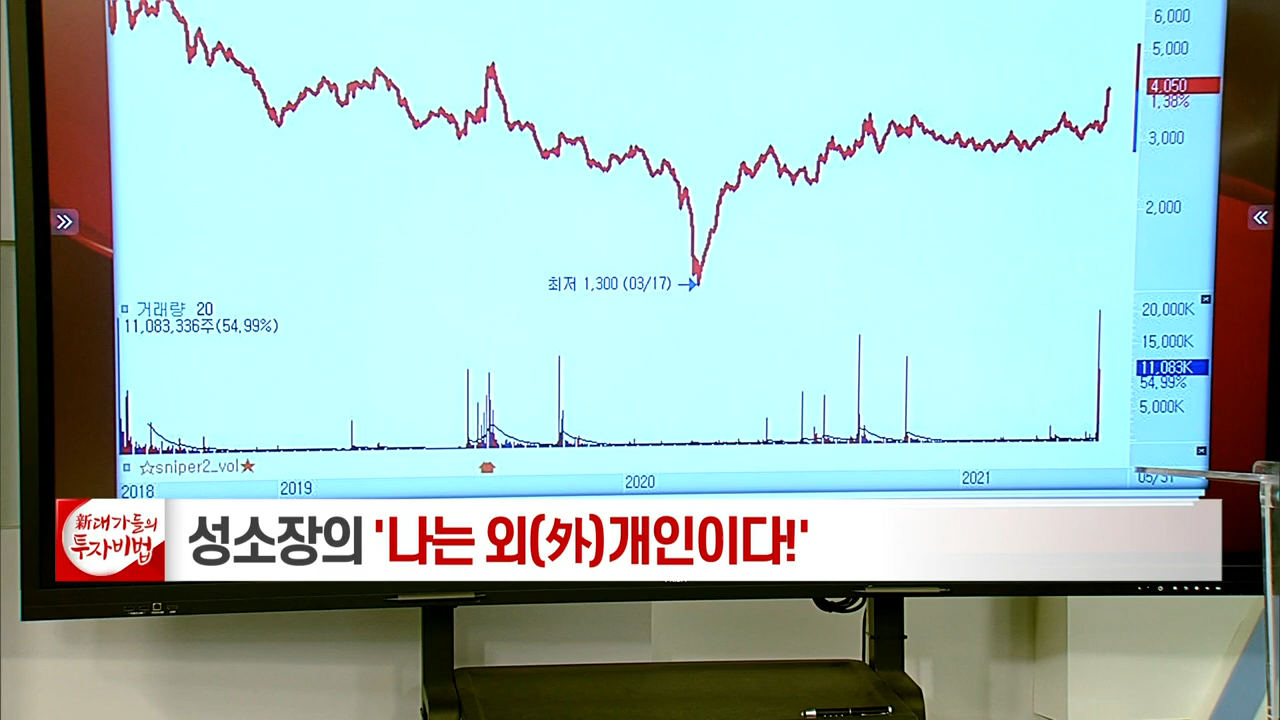 6,000
5,000
4,050
1.38%
3,000
2,000
최저 1,300 (03/17)
거래량 20
11,083,336주(54.99%)
20,000K
15,000K
11,083K
54.99%
5,000K
☆sniper2_vol★
2018
2019
2020
2021
05/31
新대가들의
투자비법
성소장의 '나는 외(外)개인이다!'